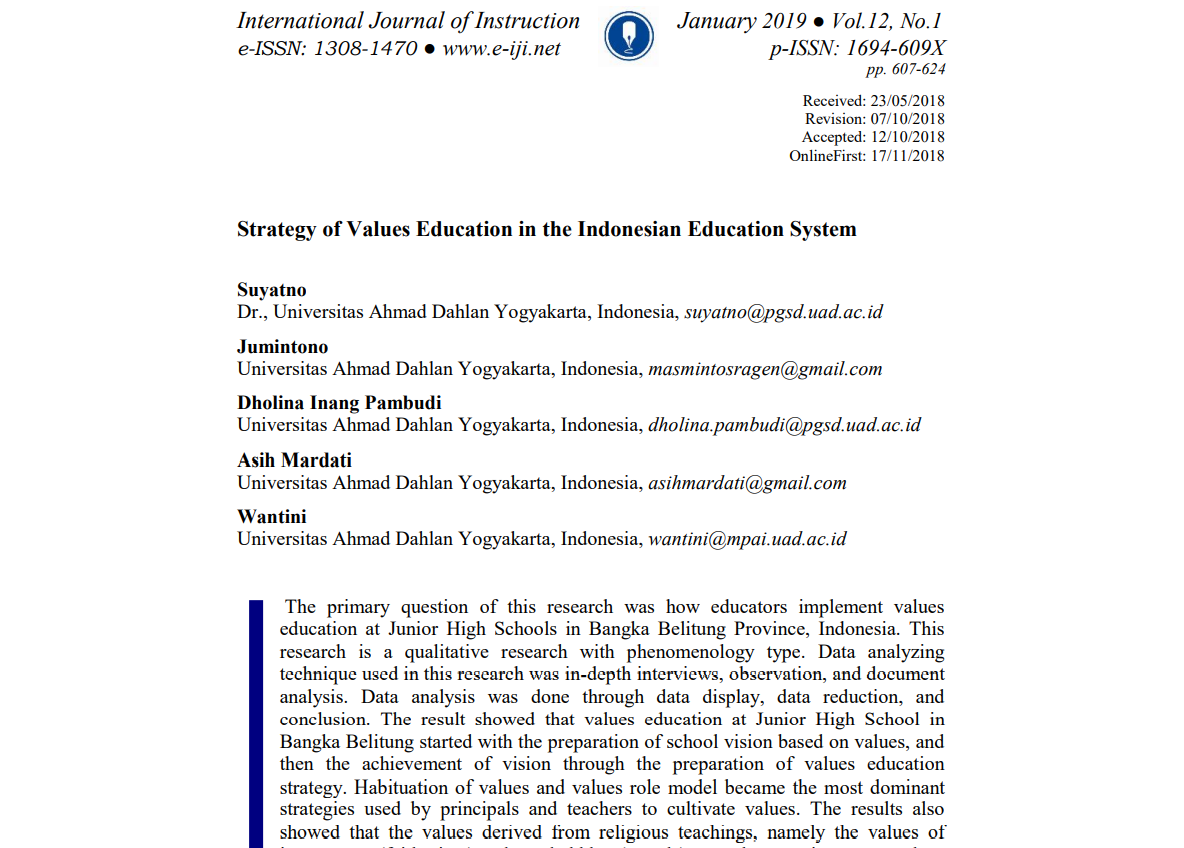 International Journal of Instruction
e-ISSN: 1308-1470 ● www.e-iji.net
January 2019 ● Vol.12, No.1
p-ISSN: 1694-609X
pp. 607-624
Received: 23/05/2018
Revision: 07/10/2018
Accepted: 12/10/2018
OnlineFirst: 17/11/2018
Strategy of Values Education in the Indonesian Education System
Suyatno
Dr., Universitas Ahmad Dahlan Yogyakarta, Indonesia, suyatno@pgsd.uad.ac.id
Jumintono
Universitas Ahmad Dahlan Yogyakarta, Indonesia, masmintosragen@gmail.com
Dholina Inang Pambudi
Universitas Ahmad Dahlan Yogyakarta, Indonesia, dholina.pambudi@pgsd.uad.ac.id
Asih Mardati
Universitas Ahmad Dahlan Yogyakarta, Indonesia, asihmardati@gmail.com
Wantini
Universitas Ahmad Dahlan Yogyakarta, Indonesia, wantini@mpai.uad.ac.id
The primary question of this research was how educators implement values
education at Junior High Schools in Bangka Belitung Province, Indonesia. This
research is a qualitative research with phenomenology type. Data analyzing
technique used in this research was in-depth interviews, observation, and document
analysis. Data analysis was done through data display, data reduction, and
conclusion. The result showed that values education at Junior High School in
Bangka Belitung started with the preparation of school vision based on values, and
then the achievement of vision through the preparation of values education
strategy. Habituation of values and values role model became the most dominant
strategies used by principals and teachers to cultivate values. The results also
showed that the values derived from religious teachings, namely the values of